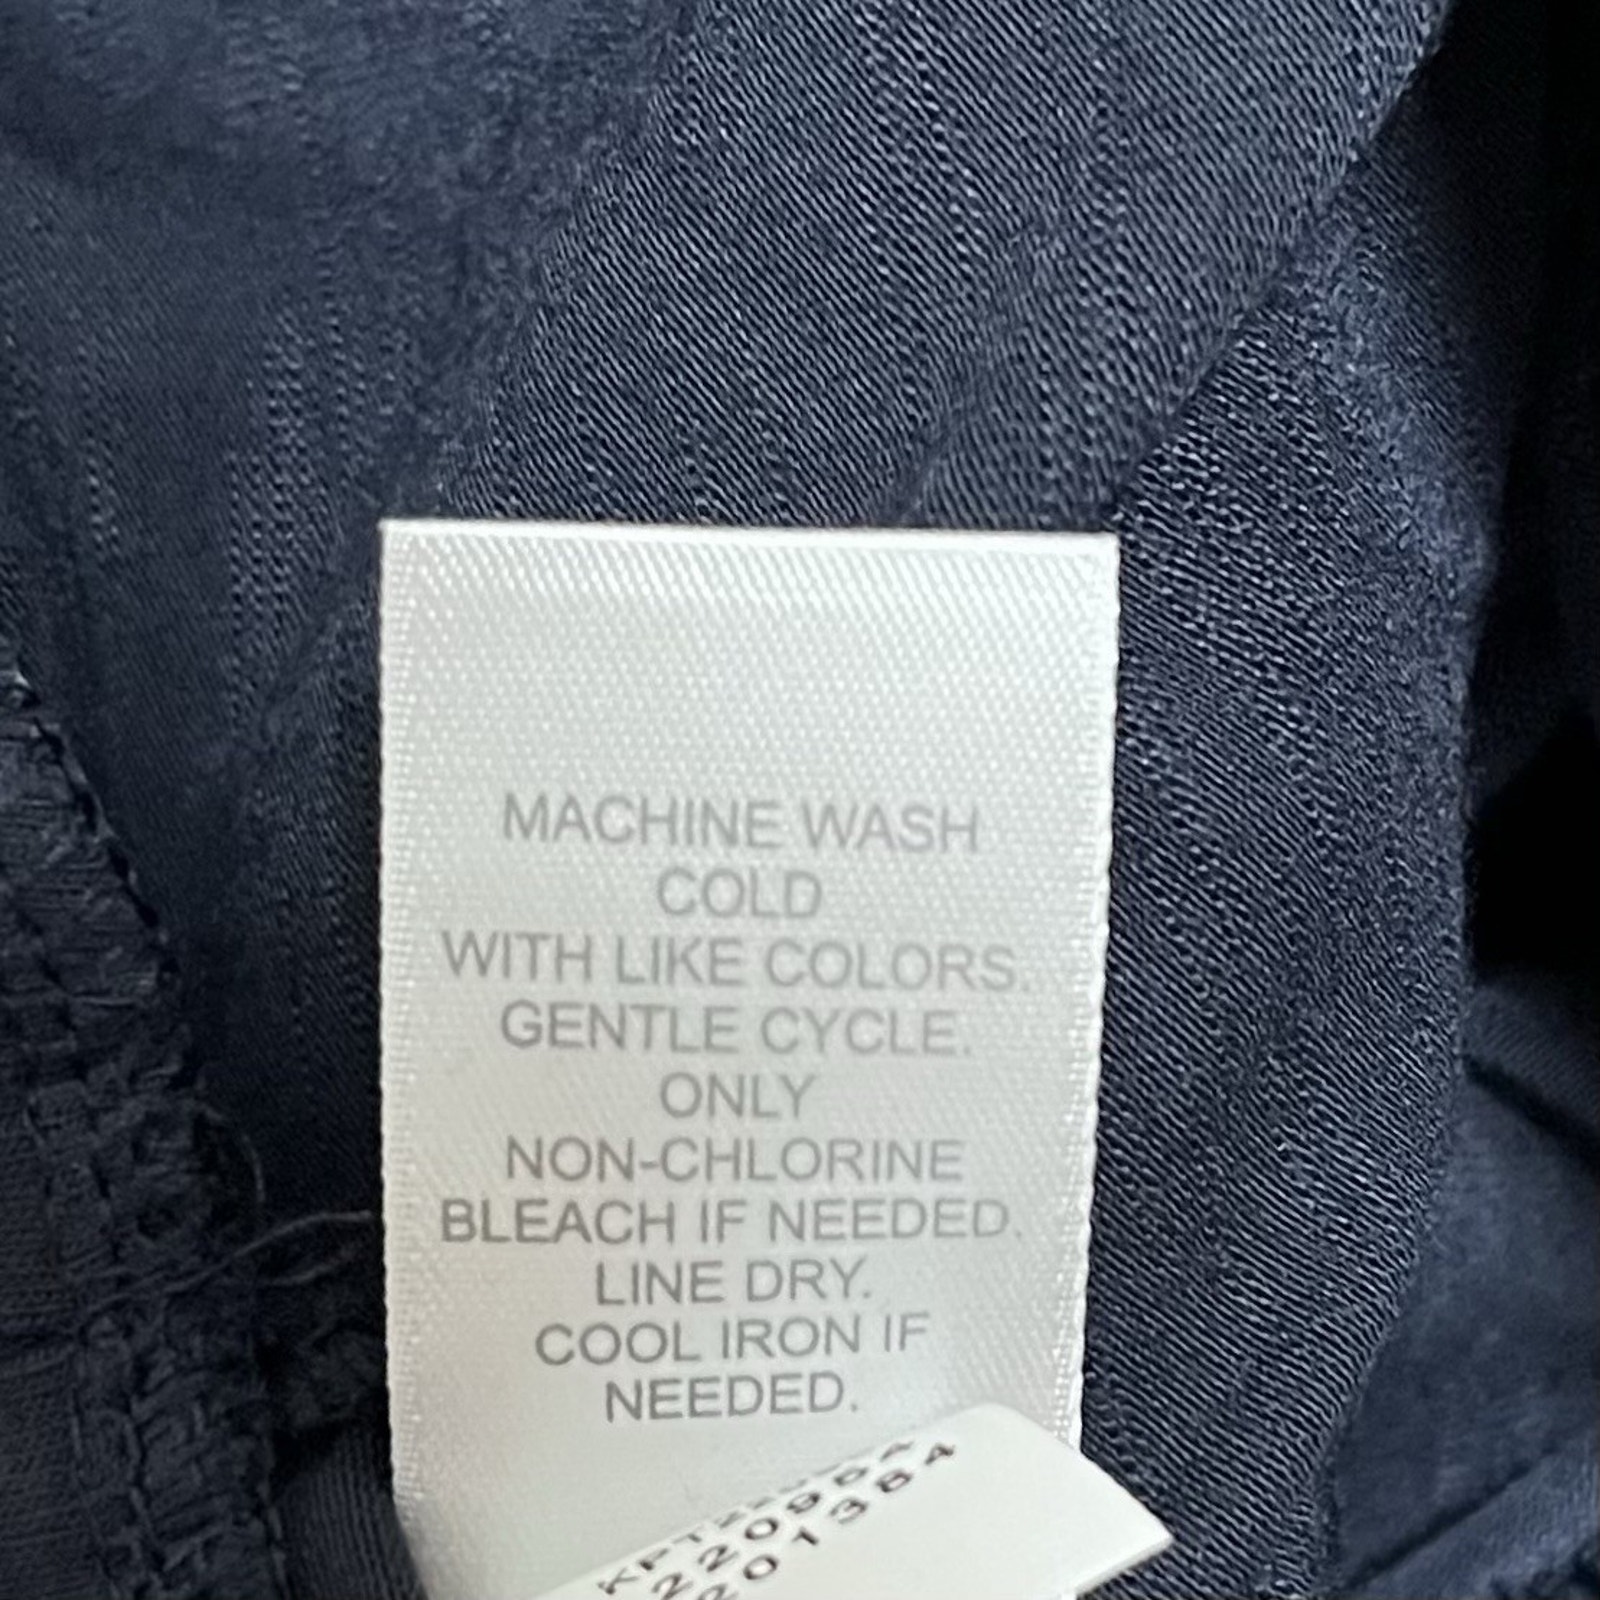 MACHINE WASH
COLD
WITH LIKE COLORS.
GENTLE CYCLE.
ONLY
NON-CHLORINE
BLEACH IF NEEDED.
LINE DRY.
COOL IRON IF
NEEDED.
201384